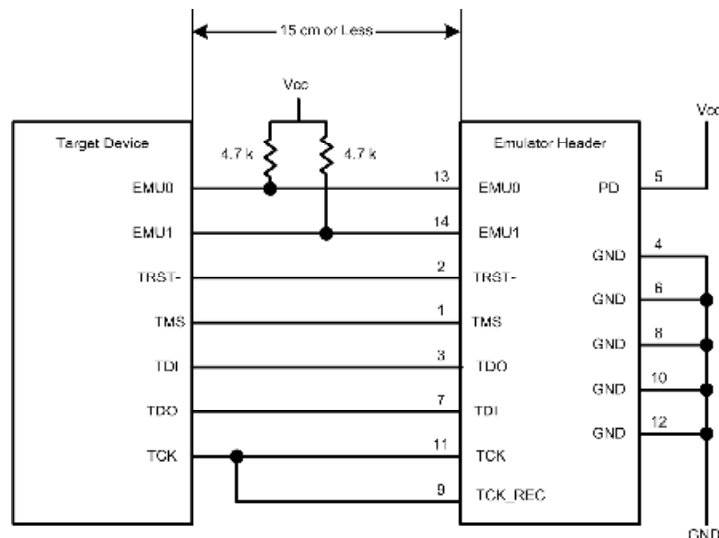 15 cm or Less
Vcc
Vcc
Target Device
4.7 k
4.7 k
Emulator Header
EMU0
13
EMU0
PD
5
EMU1
14
EMU1
GND
4
TRST-
2
TRST-
GND
6
TMS
1
TMS
GND
8
TDI
3
TDO
GND
10
TDO
7
TDI
GND
12
TCK
11
TCK
9
TCK_REC
GND